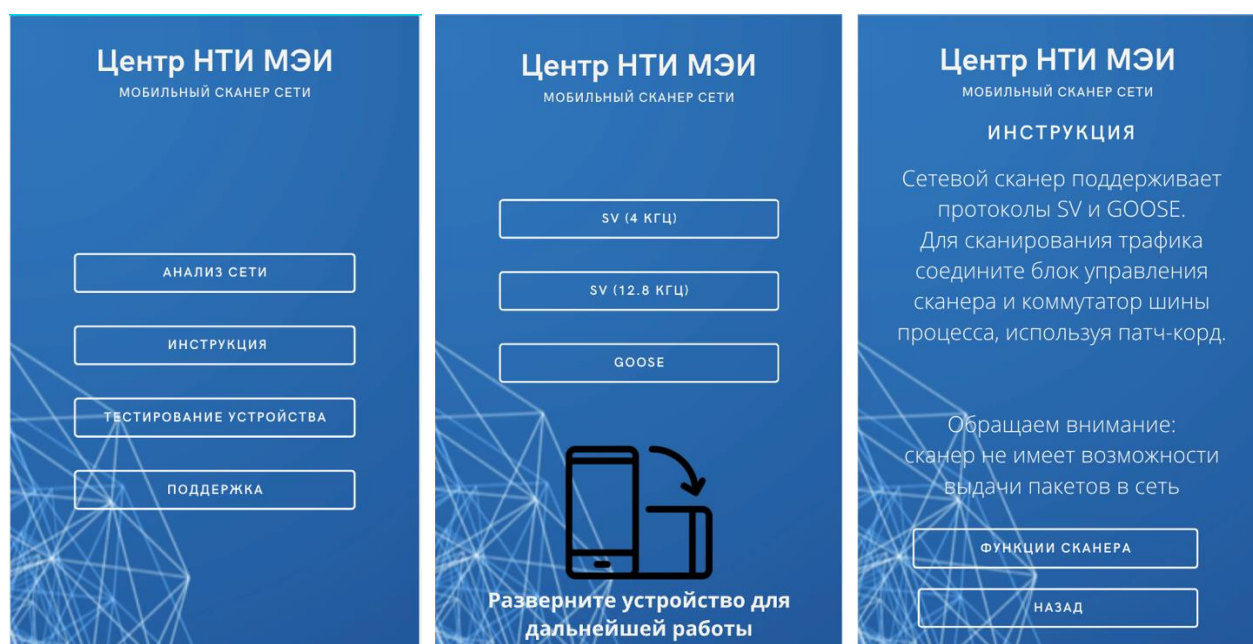 Центр НТИ МЭИ
МОБИЛЬНЫЙ СКАНЕР СЕТИ
АНАЛИЗ СЕТИ
ИНСТРУКЦИЯ
ТЕСТИРОВАНИЕ УСТРОЙСТВА
ПОДДЕРЖКА
Центр НТИ МЭИ
МОБИЛЬНЫЙ СКАНЕР СЕТИ
SV (4 КГЦ)
SV (12.8 КГЦ)
GOOSE
Разверните устройство для
дальнейшей работы
Центр НТИ МЭИ
МОБИЛЬНЫЙ СКАНЕР СЕТИ
ИНСТРУКЦИЯ
Сетевой сканер поддерживает
протоколы SV и GOOSE.
Для сканирования трафика
соедините блок управления
сканера и коммутатор шины
процесса, используя патч-корд.
Обращаем внимание:
сканер не имеет возможности
выдачи пакетов в сеть
ФУНКЦИИ СКАНЕРА
НАЗАД